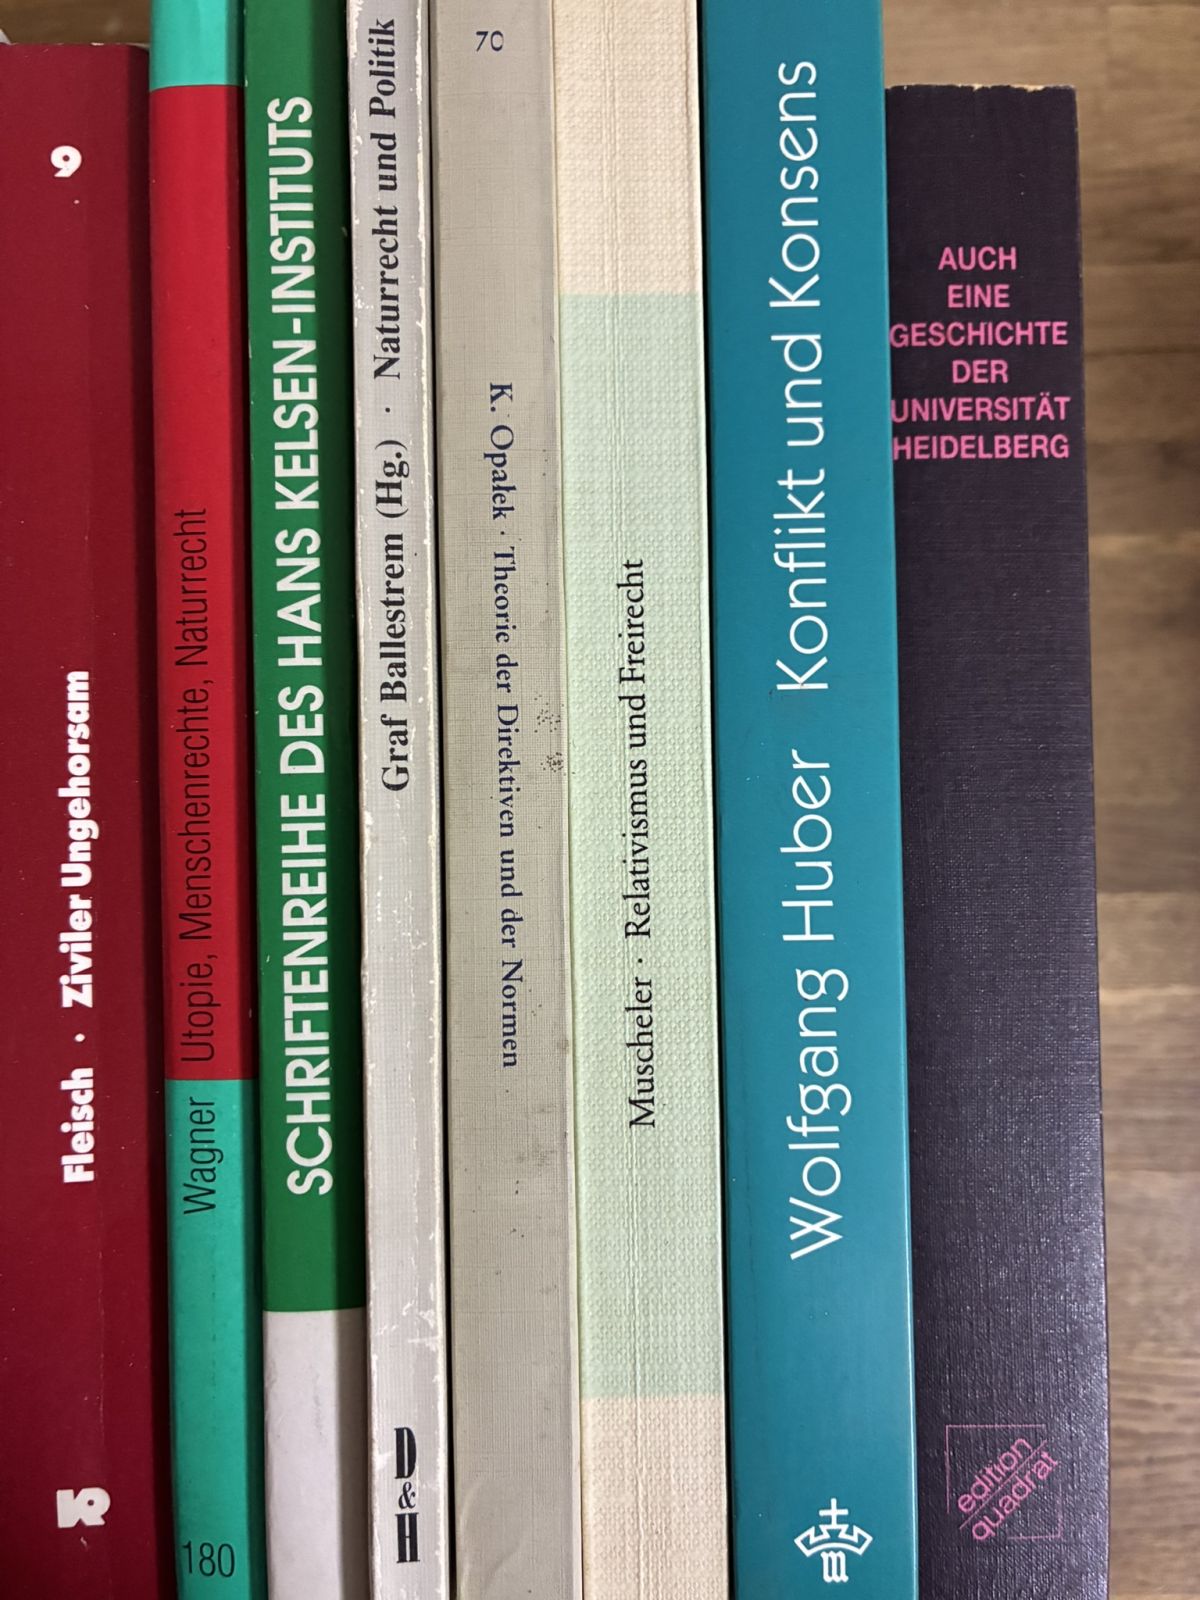 9
Fleisch · Ziviler Ungehorsam
Wagner Utopie, Menschenrechte, Naturrecht
180
SCHRIFTENREIHE DES HANS KELSEN-INSTITUTS
Graf Ballestrem (Hg.) · Naturrecht und Politik
D&H
70
K. Opałek · Theorie der Direktiven und der Normen
Muscheler · Relativismus und Freirecht
Wolfgang Huber Konflikt und Konsens
m
AUCH
EINE
GESCHICHTE
DER
UNIVERSITÄT
HEIDELBERG
edition
quadrat